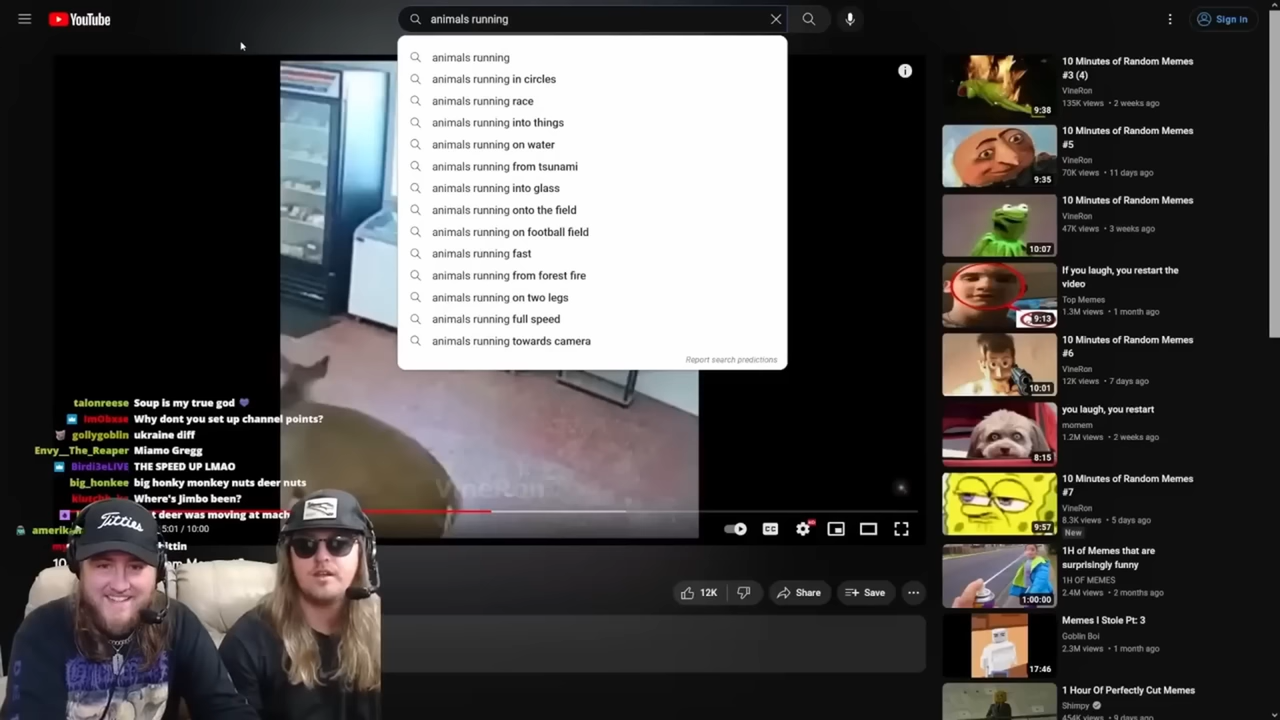 YouTube
animals running
Sign in
animals running
animals running in circles
animals running race
animals running into things
animals running on water
animals running from tsunami
animals running into glass
animals running onto the field
animals running on football field
animals running fast
animals running from forest fire
animals running on two legs
animals running full speed
animals running towards camera
Report search predictions
talonreese Soup is my true god
Im0bxse Why dont you set up channel points?
gollygoblin ukraine diff
Envy__The_Reaper Miamo Gregg
Birdi3eLIVE THE SPEED UP LMAO
big_honkee big honky monkey nuts deer nuts
Where's Jimbo been?
deer was moving at mach
5:01 / 10:00
Titties
VineRon
CC
12K
Share
Save
10 Minutes of Random Memes
#3 (4)
VineRon
135K views • 2 weeks ago
9:38
10 Minutes of Random Memes
#5
VineRon
70K views • 11 days ago
9:35
10 Minutes of Random Memes
#4
VineRon
47K views • 3 weeks ago
10:07
If you laugh, you restart the
video
Top Memes
1.3M views • 1 month ago
9:13
10 Minutes of Random Memes
#6
VineRon
12K views • 7 days ago
10:01
you laugh, you restart
momem
1.2M views • 2 weeks ago
8:15
10 Minutes of Random Memes
#7
VineRon
8.3K views • 5 days ago
New
9:57
1H of Memes that are
surprisingly funny
1H OF MEMES
2.4M views • 2 months ago
1:00:00
Memes I Stole Pt: 3
Goblin Boi
2.3M views • 1 month ago
17:46
1 Hour Of Perfectly Cut Memes
Shimpy
454K views • 9 days ago